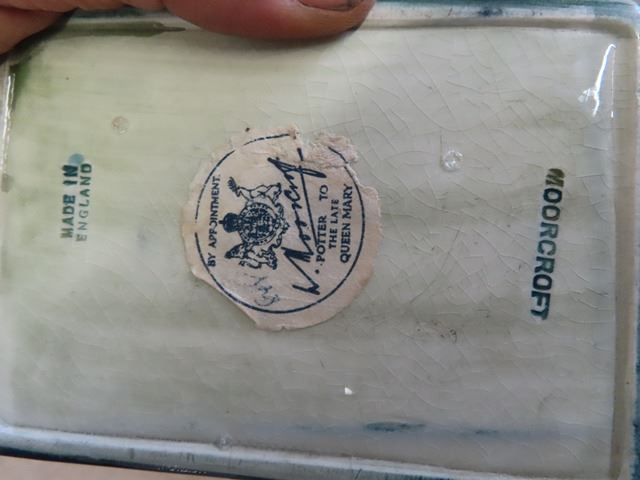 MADE IN
ENGLAND
BY APPOINTMENT.
W. Moorcroft
POTTER TO
THE LATE
QUEEN MARY
MOORCROFT